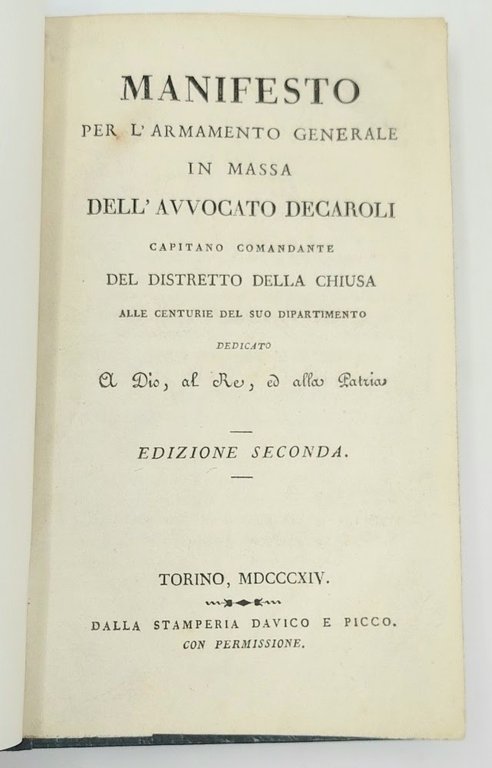 MANIFESTO
PER L'ARMAMENTO GENERALE
IN MASSA
DELL'AVVOCATO DECAROLI
CAPITANO COMANDANTE
DEL DISTRETTO DELLA CHIUSA
ALLE CENTURIE DEL SUO DIPARTIMENTO
DEDICATO
A Dio, al Re, ed alla Patria
EDIZIONE SECONDA.
TORINO, MDCCCXIV.
DALLA STAMPERIA DAVICO E PICCO.
CON PERMISSIONE.